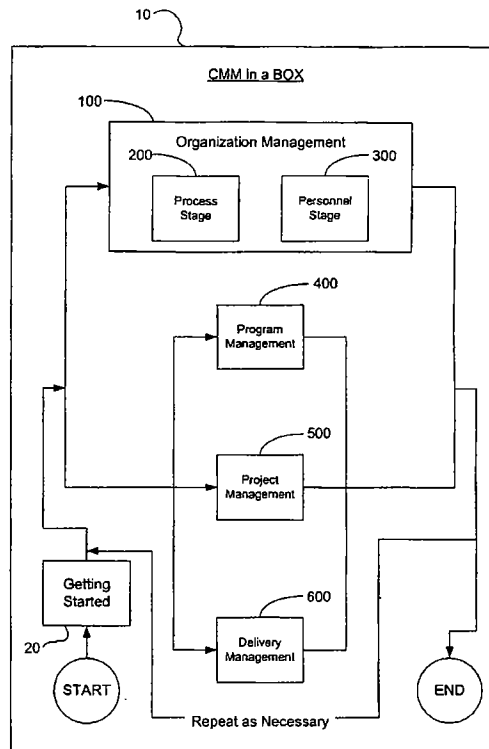 10
CMM in a BOX
100
Organization Management
200
300
Process
Stage
Personnel
Stage
400
Program
Management
500
Project
Management
Getting
Started
20
600
Delivery
Management
START
Repeat as Necessary
END